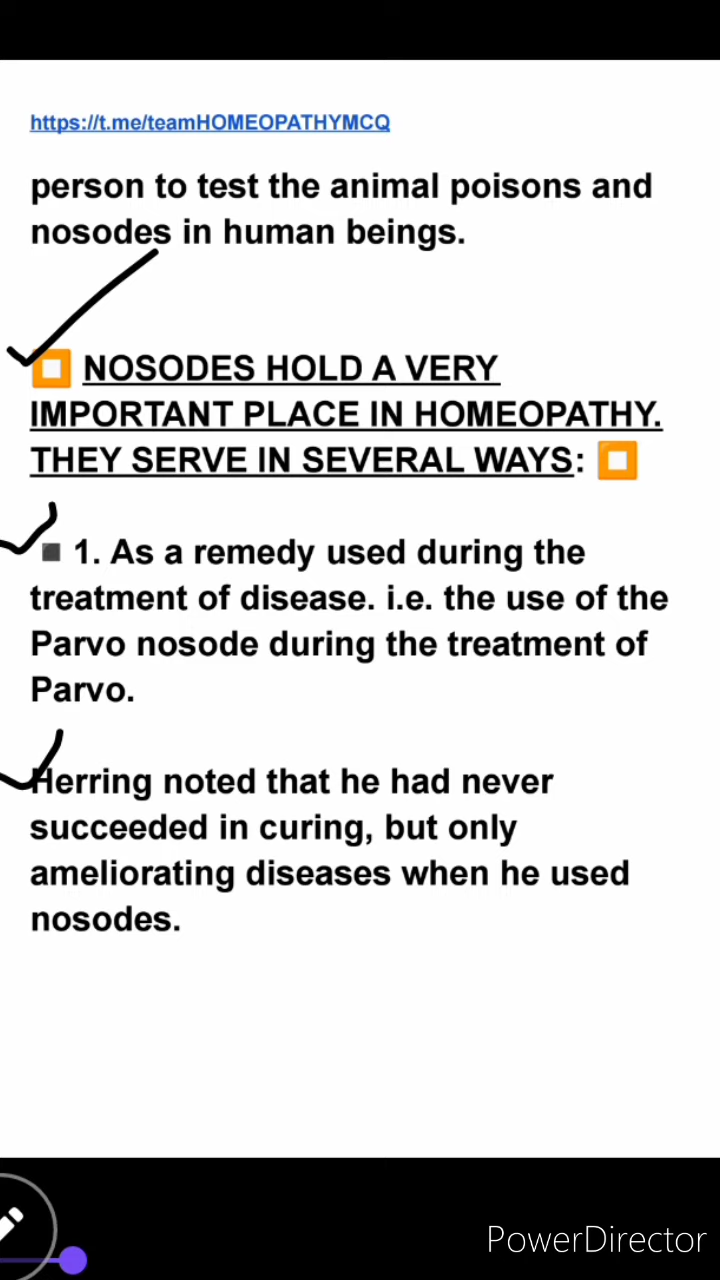 https://t.me/teamHOMEOPATHYMCQ
person to test the animal poisons and
nosodes in human beings.
NOSODES HOLD A VERY
IMPORTANT PLACE IN HOMEOPATHY.
THEY SERVE IN SEVERAL WAYS:
1. As a remedy used during the
treatment of disease. i.e. the use of the
Parvo nosode during the treatment of
Parvo.
Herring noted that he had never
succeeded in curing, but only
ameliorating diseases when he used
nosodes.
PowerDirector